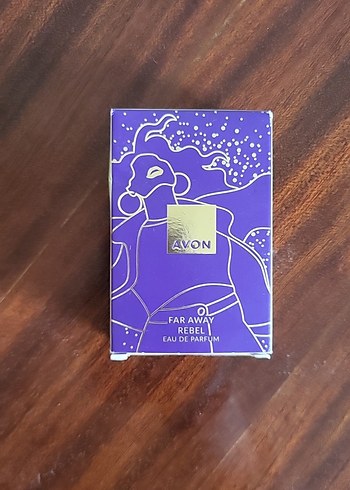 AVON
FAR AWAY
REBEL
EAU DE PARFUM